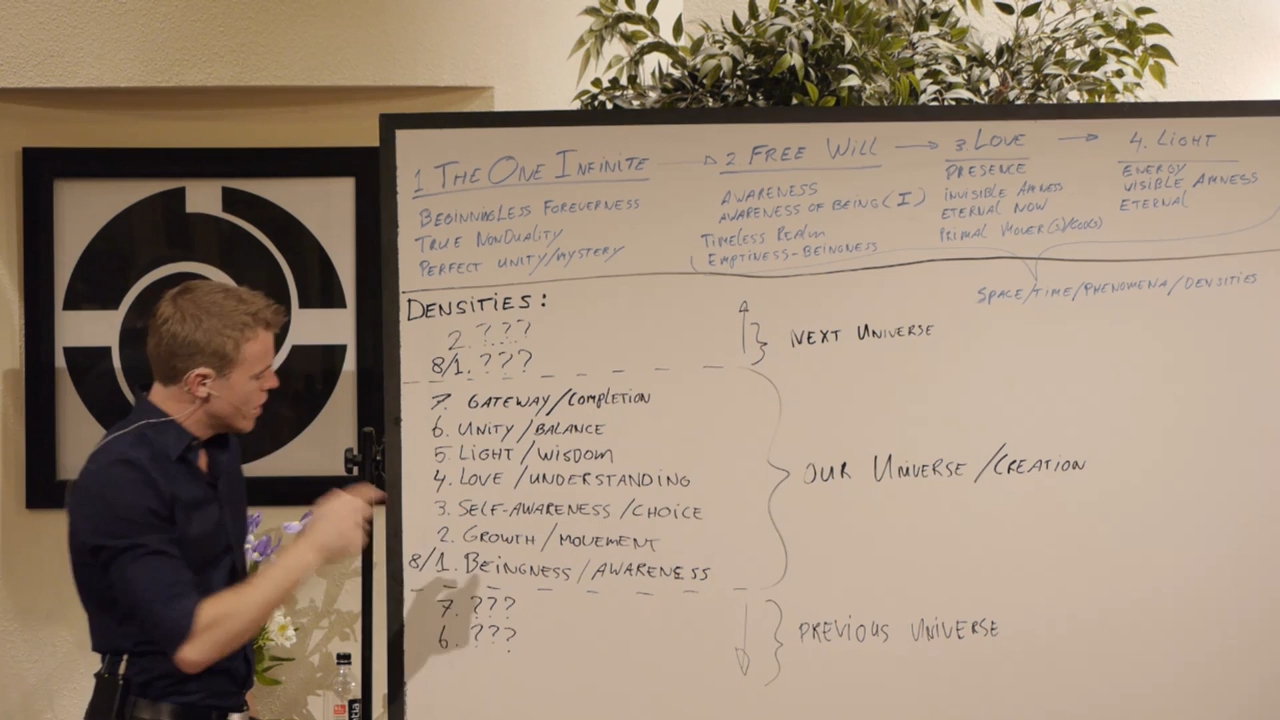 1 THE ONE INFINITE
BEGINNINGLESS FOREVERNESS
TRUE NONDUALITY
PERFECT UNITY/MYSTERY
2 FREE WILL
AWARENESS
AWARENESS OF BEING (I)
TIMELESS REALM
EMPTINESS-BEINGNESS
3. LOVE
PRESENCE
INVISIBLE AMNESS
ETERNAL NOW
PRIMAL MOVER(S)/GOD(S)
4. LIGHT
ENERGY
VISIBLE AMNESS
ETERNAL
SPACE/TIME/PHENOMENA/DENSITIES
DENSITIES:
2. ???
8/1. ???
NEXT UNIVERSE
7. GATEWAY/COMPLETION
6. UNITY/BALANCE
5. LIGHT/WISDOM
4. LOVE/UNDERSTANDING
3. SELF-AWARENESS/CHOICE
2. GROWTH/MOVEMENT
8/1. BEINGNESS/AWARENESS
OUR UNIVERSE/CREATION
7. ???
6. ???
PREVIOUS UNIVERSE